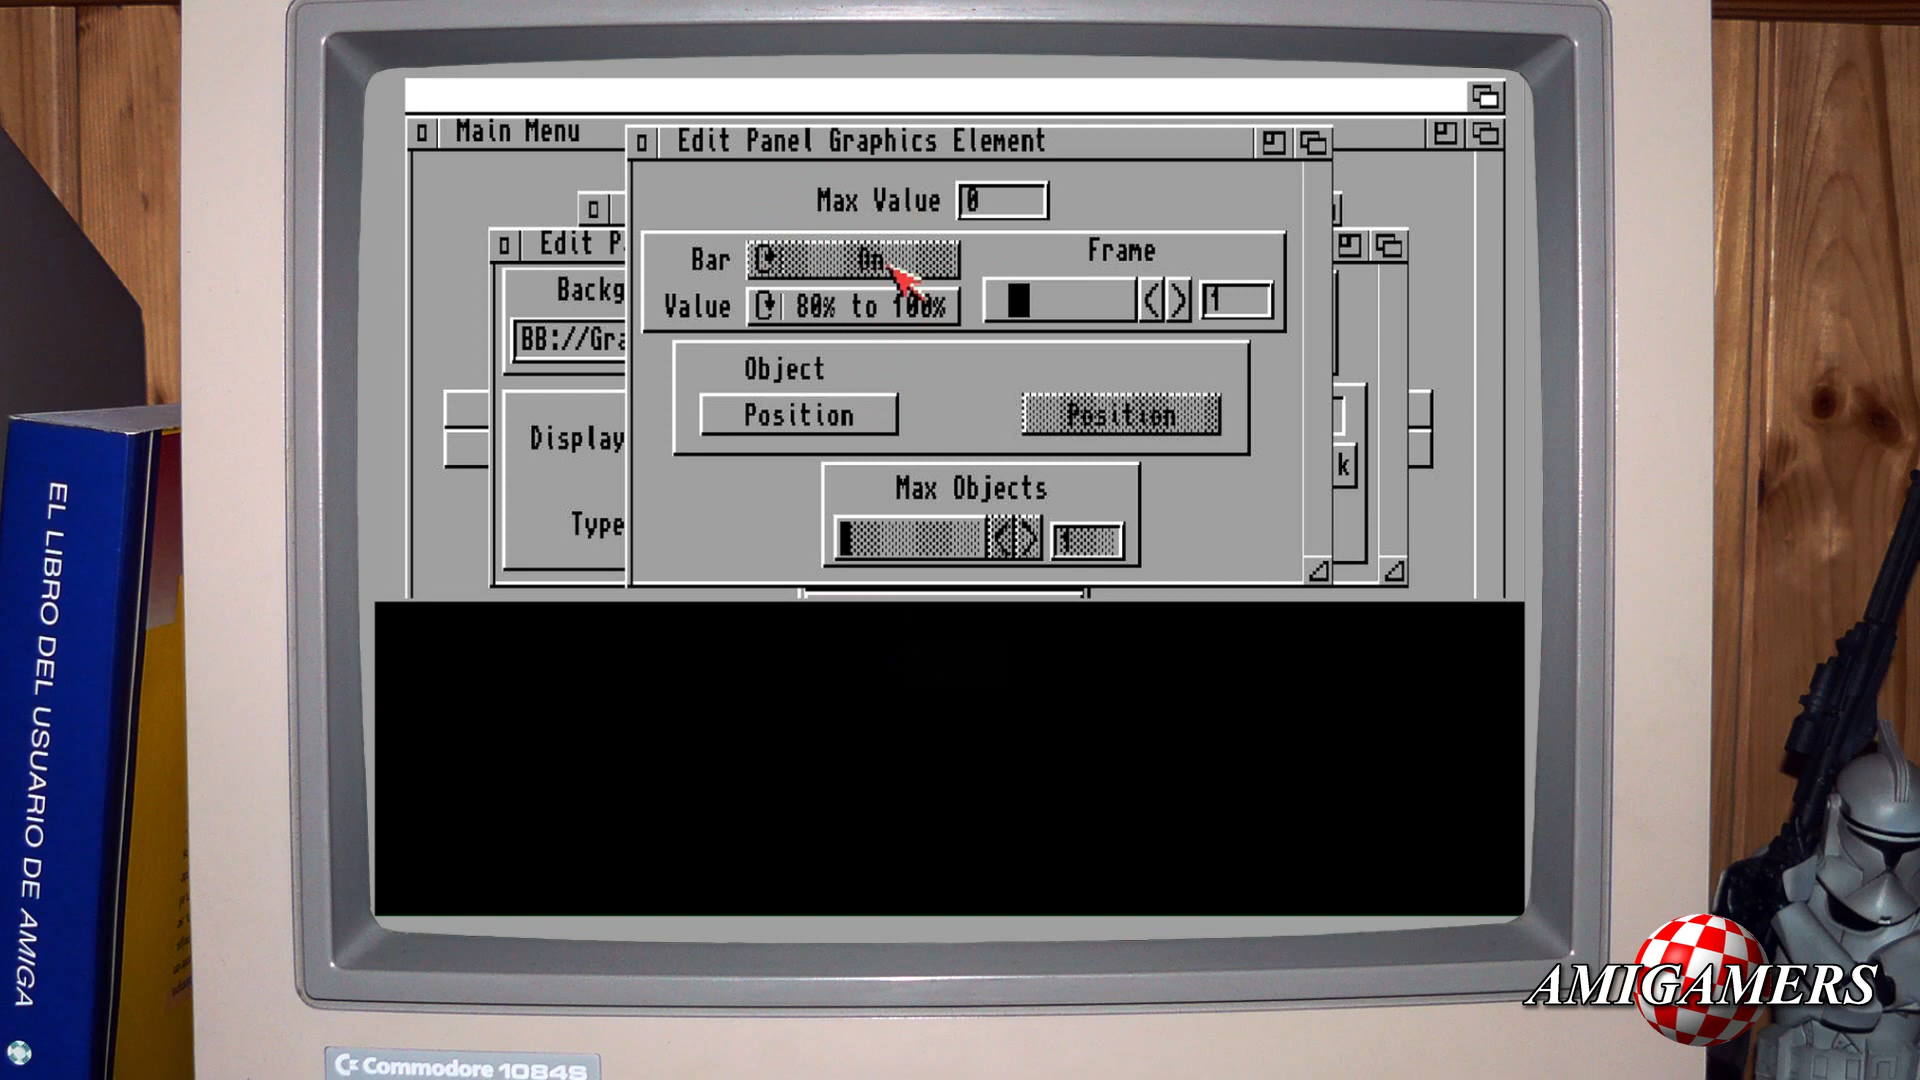 Main Menu
Edit Panel Graphics Element
Max Value 0
Edit P
Bar On
Frame
Value 80% to 100%
1
Backg
BB://Gra
Object
Position
Position
Display
k
Max Objects
Type
1
EL LIBRO DEL USUARIO DE AMIGA
AMIGAMERS
Commodore 1084S